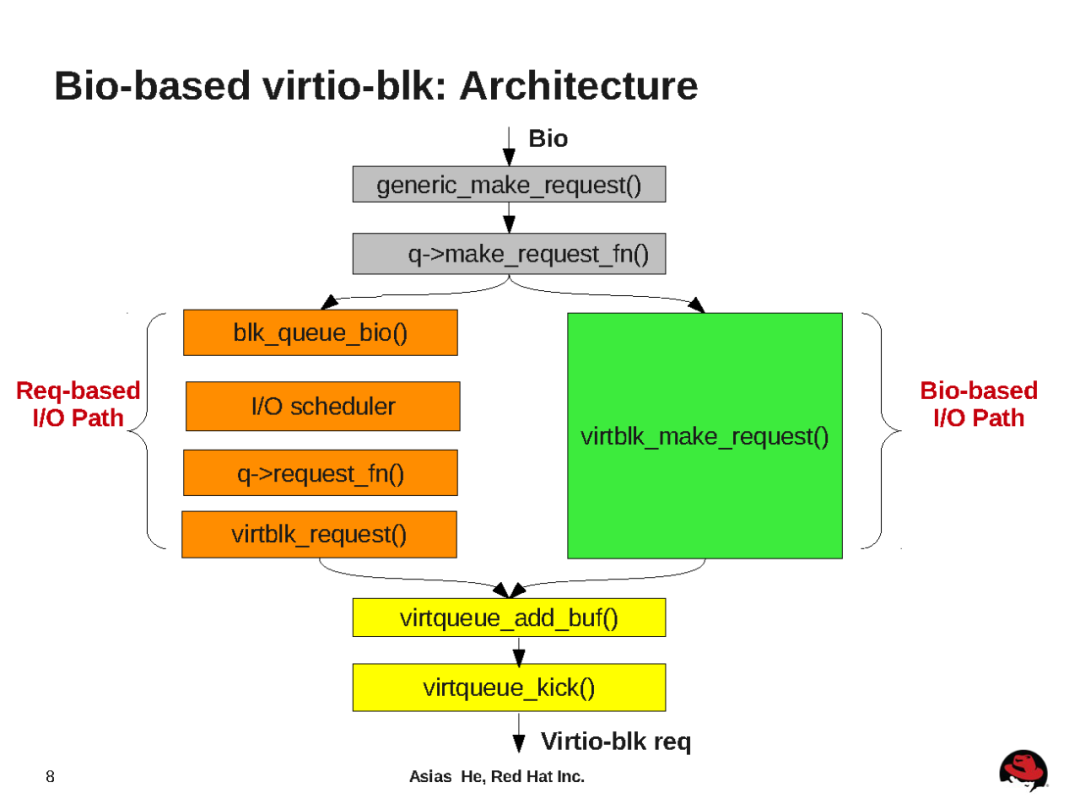 Bio-based virtio-blk: Architecture
Bio
generic_make_request()
q->make_request_fn()
blk_queue_bio()
I/O scheduler
q->request_fn()
virtblk_request()
Req-based
I/O Path
virtblk_make_request()
Bio-based
I/O Path
virtqueue_add_buf()
virtqueue_kick()
Virtio-blk req
8
Asias He, Red Hat Inc.